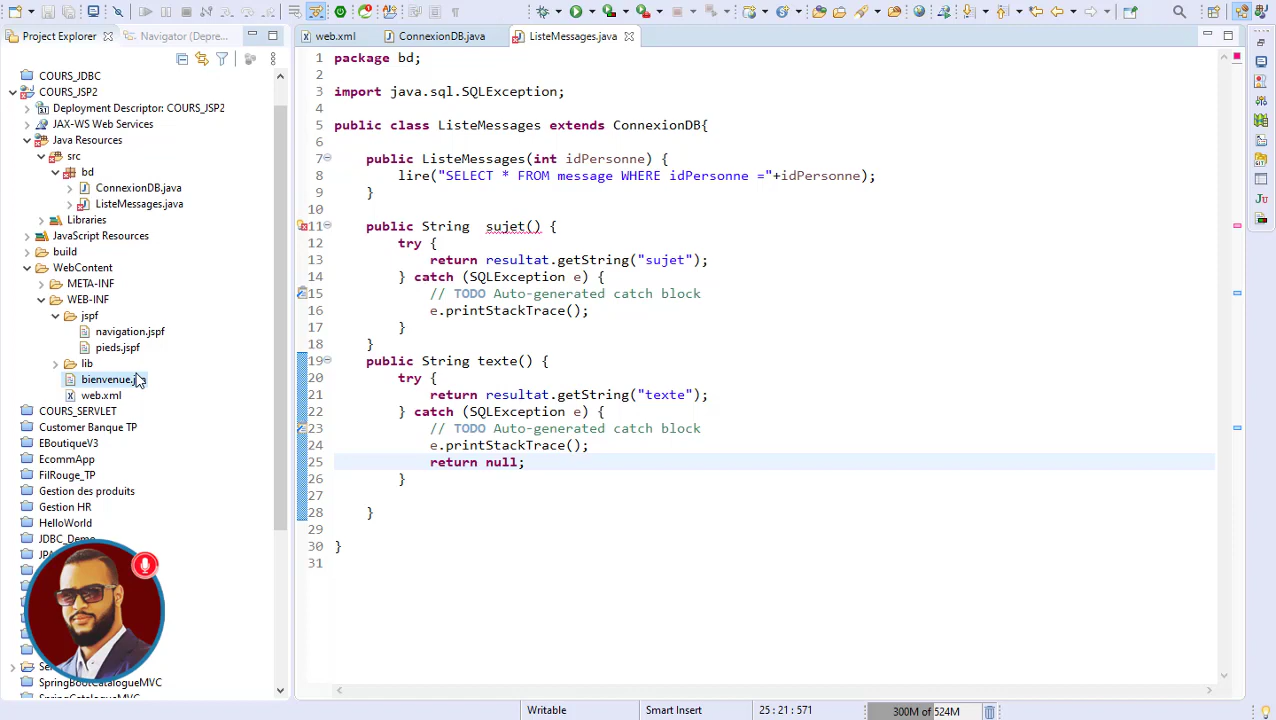 Project Explorer
Navigator (Depre...
web.xml
ConnexionDB.java
ListeMessages.java
COURS_JDBC
COURS_JSP2
Deployment Descriptor: COURS_JSP2
JAX-WS Web Services
Java Resources
src
bd
ConnexionDB.java
ListeMessages.java
Libraries
JavaScript Resources
build
WebContent
META-INF
WEB-INF
jspf
navigation.jspf
pieds.jspf
lib
bienvenue.
web.xml
COURS_SERVLET
Customer Banque TP
EBoutiqueV3
EcommApp
FilRouge_TP
Gestion des produits
Gestion HR
HelloWorld
JDBC_Demo
SpringBootCatalogueMVC
1 package bd;
2
3 import java.sql.SQLException;
4
5 public class ListeMessages extends ConnexionDB{
6
7 public ListeMessages(int idPersonne) {
8 lire("SELECT * FROM message WHERE idPersonne ="+idPersonne);
9 }
10
11 public String sujet() {
12 try {
13 return resultat.getString("sujet");
14 } catch (SQLException e) {
15 // TODO Auto-generated catch block
16 e.printStackTrace();
17 }
18 }
19 public String texte() {
20 try {
21 return resultat.getString("texte");
22 } catch (SQLException e) {
23 // TODO Auto-generated catch block
24 e.printStackTrace();
25 return null;
26 }
27
28 }
29
30 }
31
Writable
Smart Insert
25 : 21 : 571
300M of 524M